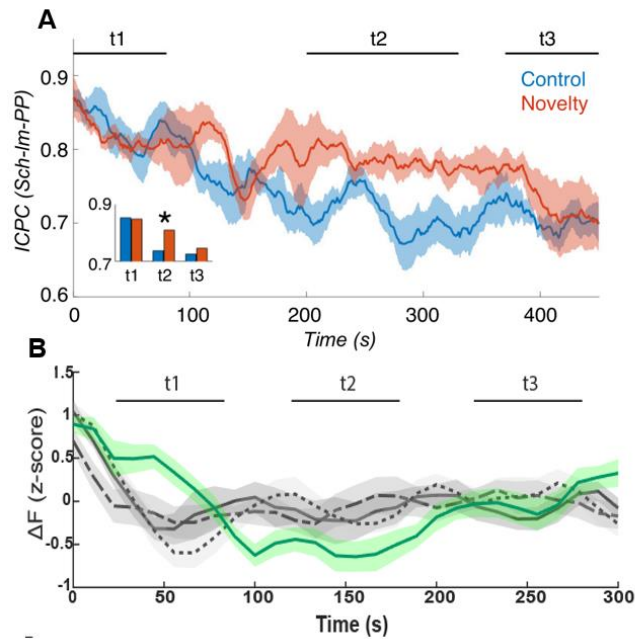 A
t1 t2 t3
Control
Novelty
ICPC (Sch-lm-PP)
0.9
0.8
0.7
0.6
0.9
0.7
*
t1 t2 t3
0 100 200 300 400
Time (s)
B
t1 t2 t3
ΔF (z-score)
1.5
1
0.5
0
-0.5
-1
0 50 100 150 200 250 300
Time (s)